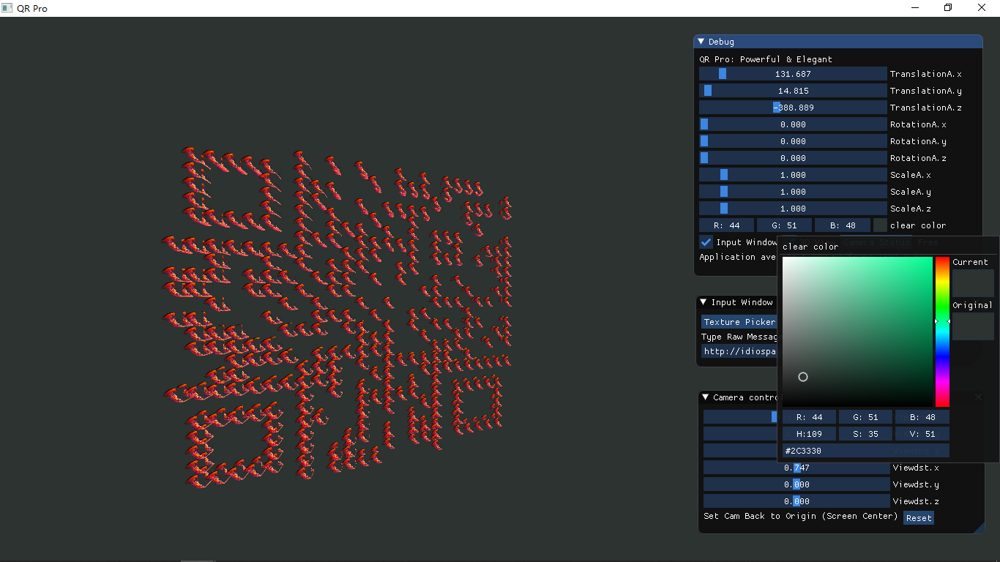 QR Pro
Debug
QR Pro: Powerful & Elegant
131.687 TranslationA.x
14.815 TranslationA.y
-388.889 TranslationA.z
0.000 RotationA.x
0.000 RotationA.y
0.000 RotationA.z
1.000 ScaleA.x
1.000 ScaleA.y
1.000 ScaleA.z
R: 44 G: 51 B: 48 clear color
Input Window Camera Status Free
Application ave
clear color
Current
Original
R: 44 G: 51 B: 48
H:109 S: 35 V: 51
#2C3330
Input Window
Texture Picker
Type Raw Messag
http://idiospa
Camera contro
0.747 Viewdst.x
0.000 Viewdst.y
0.000 Viewdst.z
Set Cam Back to Origin (Screen Center) Reset